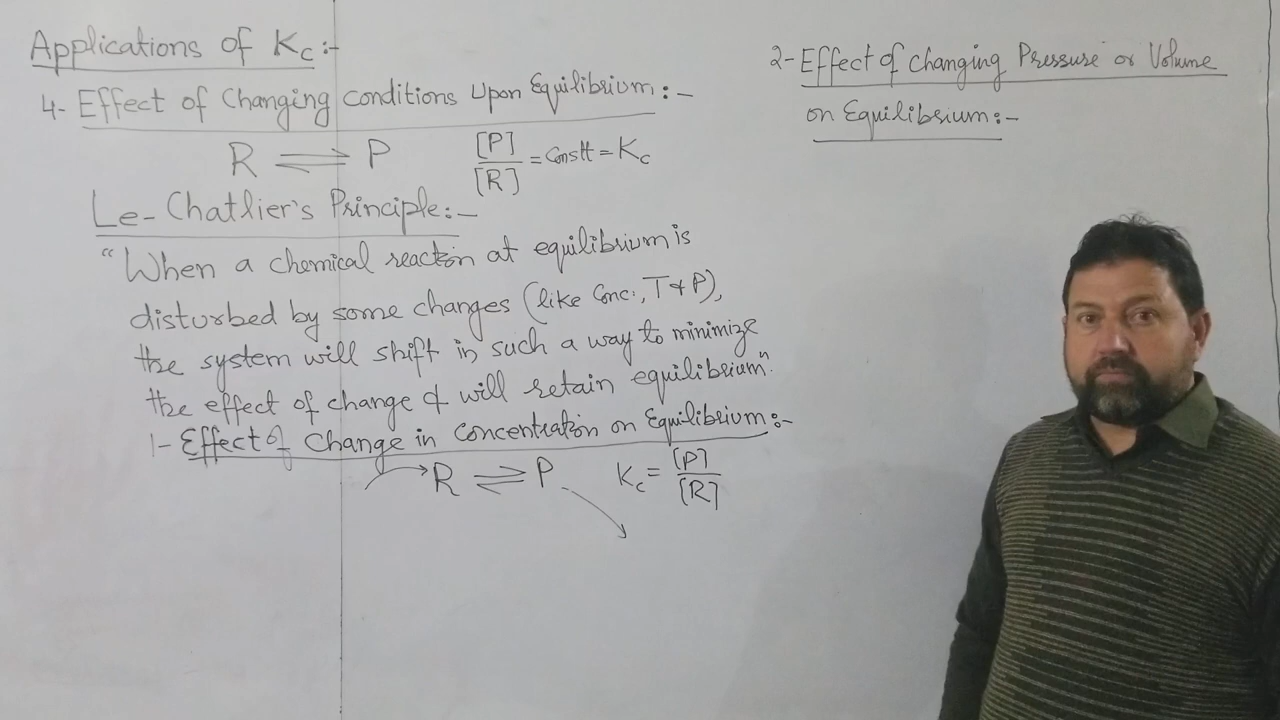 Applications of Kc:-
4- Effect of Changing Conditions Upon Equilibrium:-
R ⇌ P [P]/[R] = Constt = Kc
Le-Chatlier's Principle:-
"When a chemical reaction at equilibrium is
disturbed by some changes (like Conc., T & P),
the system will shift in such a way to minimize
the effect of change & will retain equilibrium".
1- Effect of Change in Concentration on Equilibrium:-
R ⇌ P Kc = [P]/[R]
2- Effect of changing Pressure or Volume
on Equilibrium:-